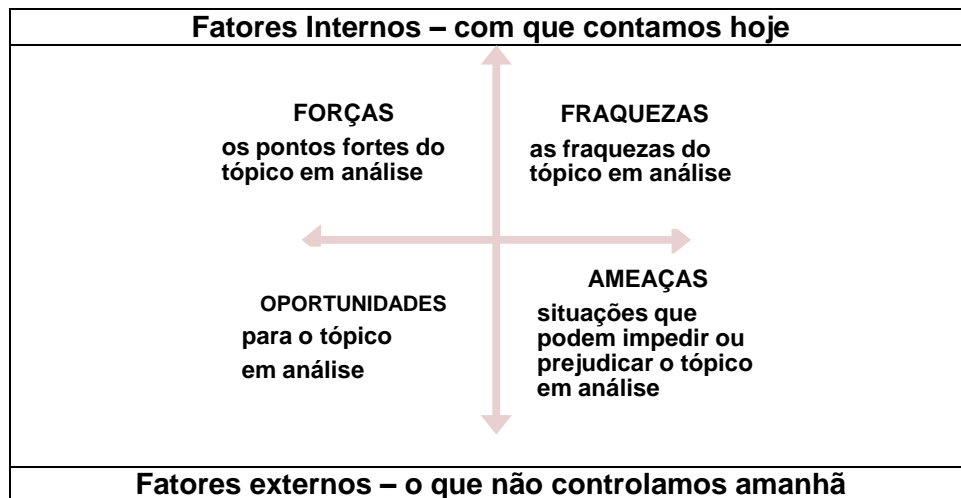 Fatores Internos – com que contamos hoje
FORÇAS
os pontos fortes do
tópico em análise
FRAQUEZAS
as fraquezas do
tópico em análise
OPORTUNIDADES
para o tópico
em análise
AMEAÇAS
situações que
podem impedir ou
prejudicar o tópico
em análise
Fatores externos – o que não controlamos amanhã